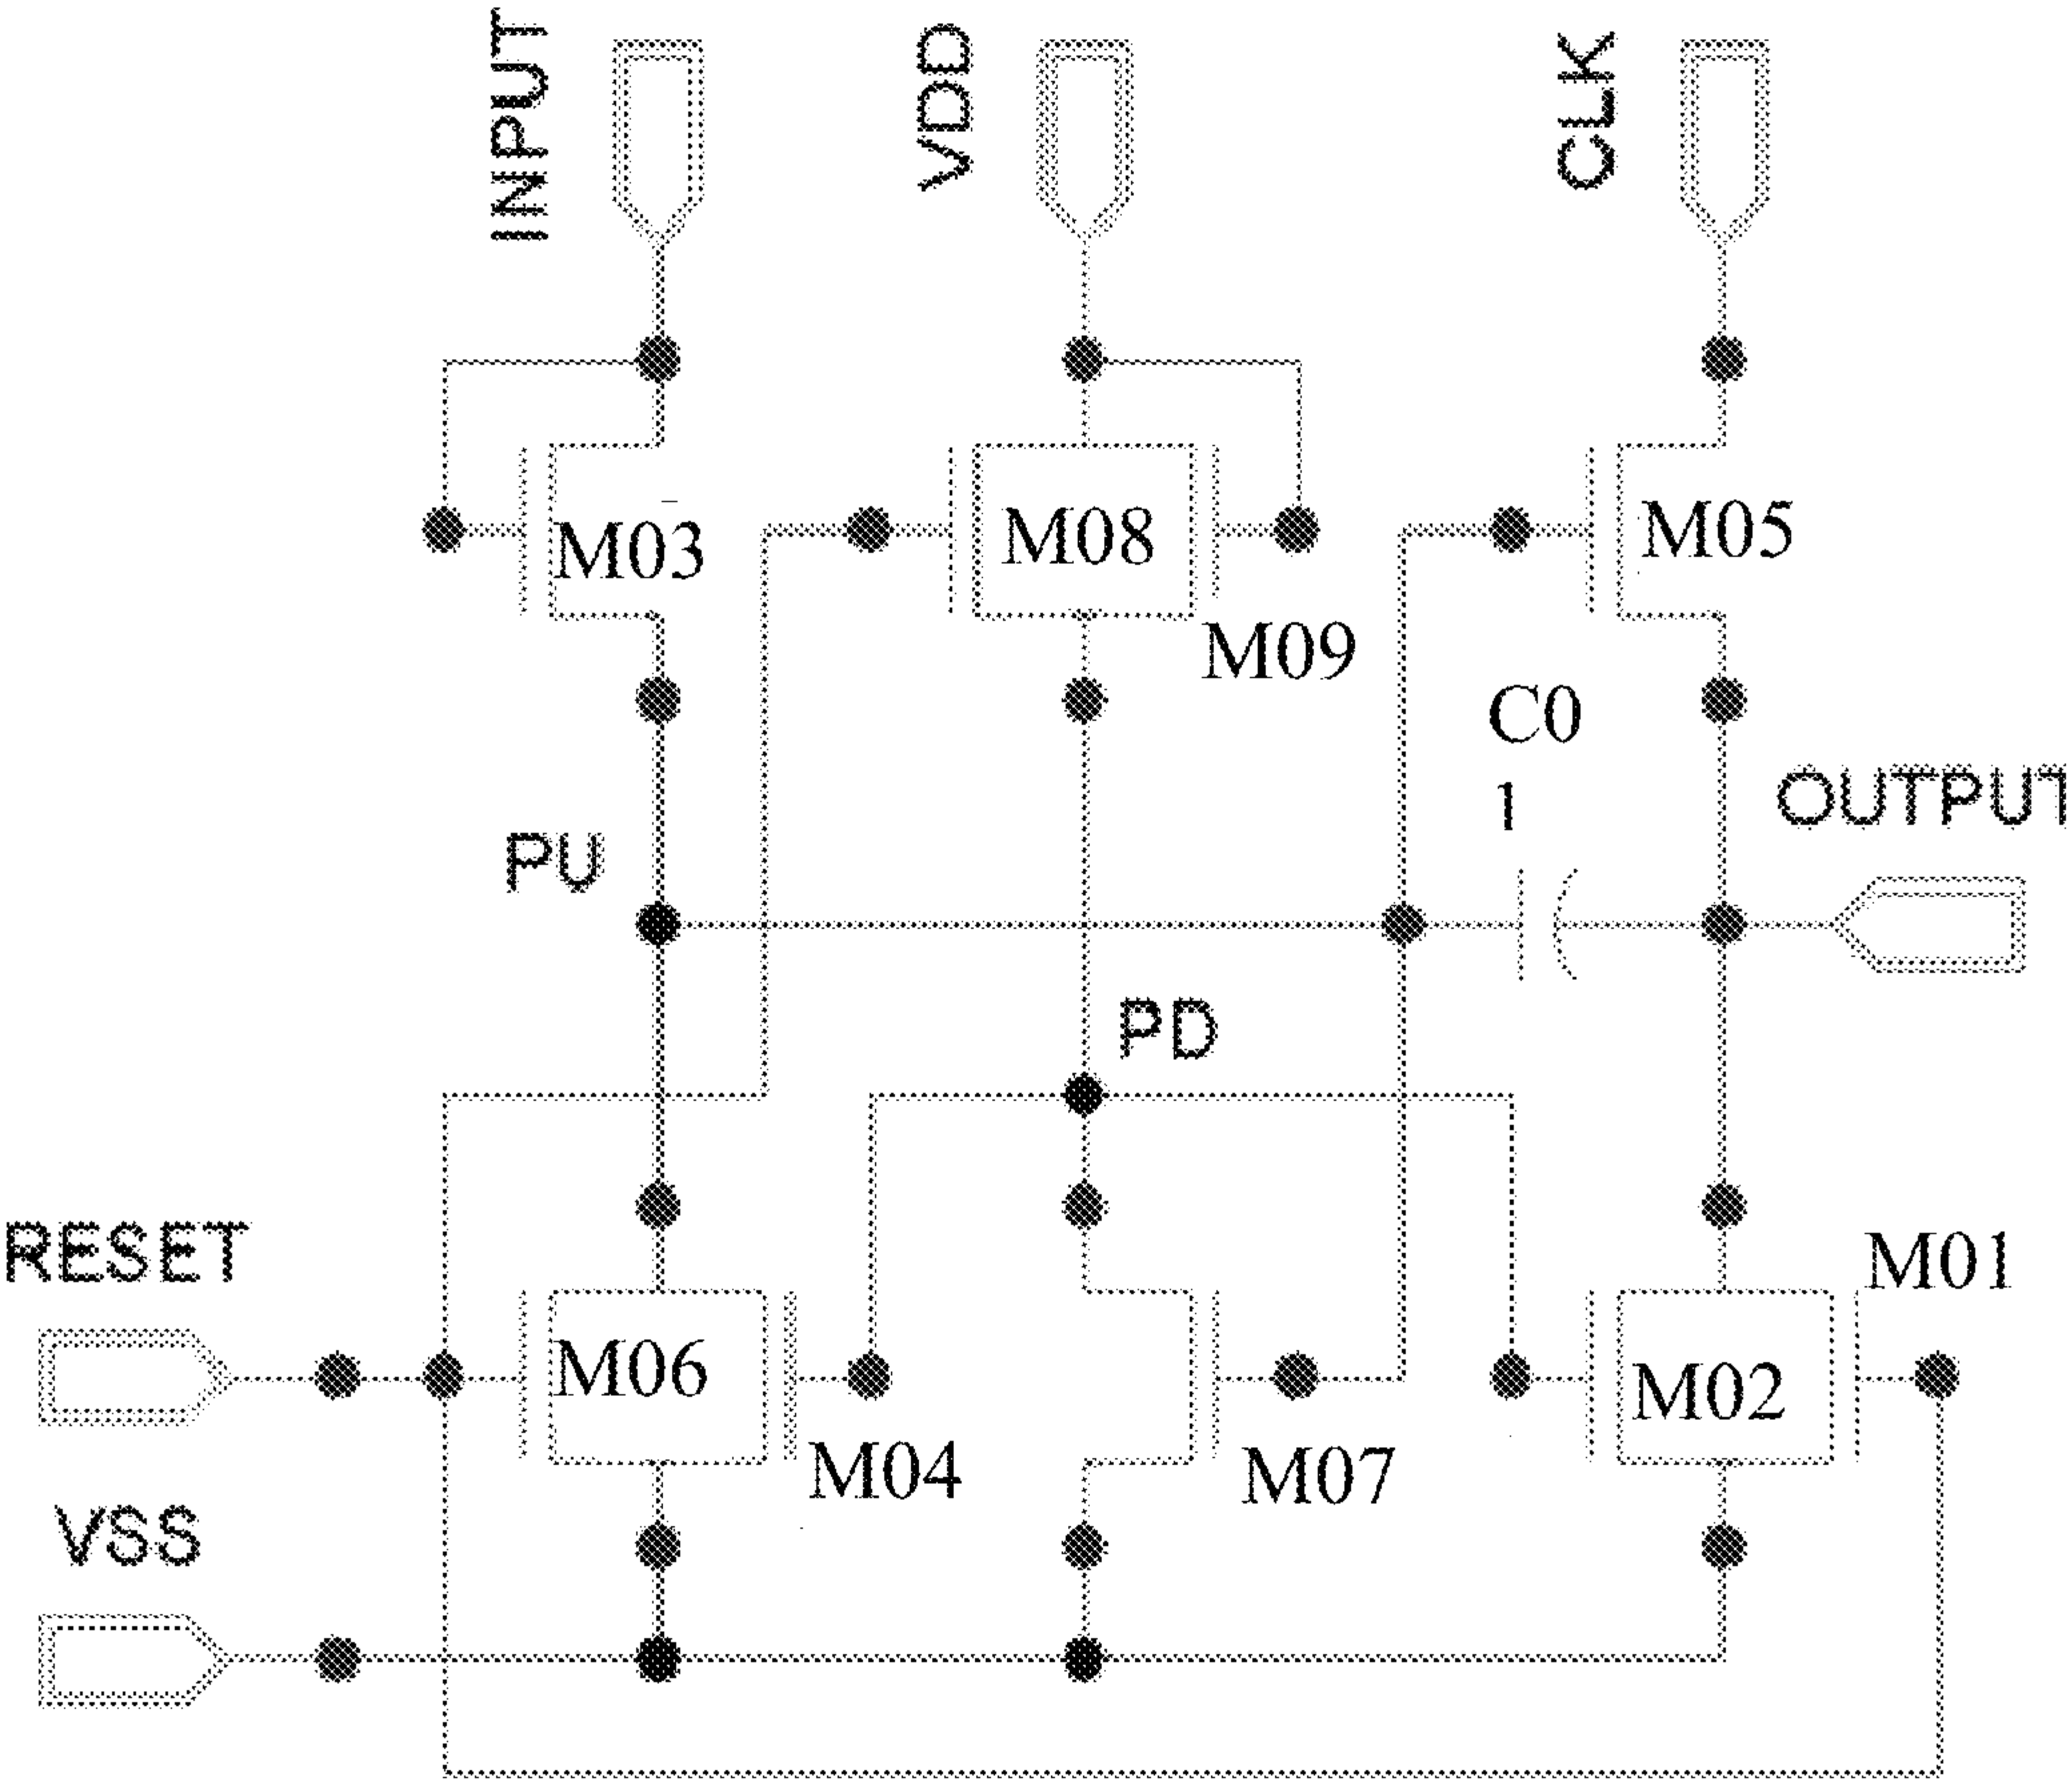 INPUT
VDD
CLK
M03
M08
M05
M09
C0
1
OUTPUT
PU
PD
RESET
M01
M06
M02
M04
M07
VSS